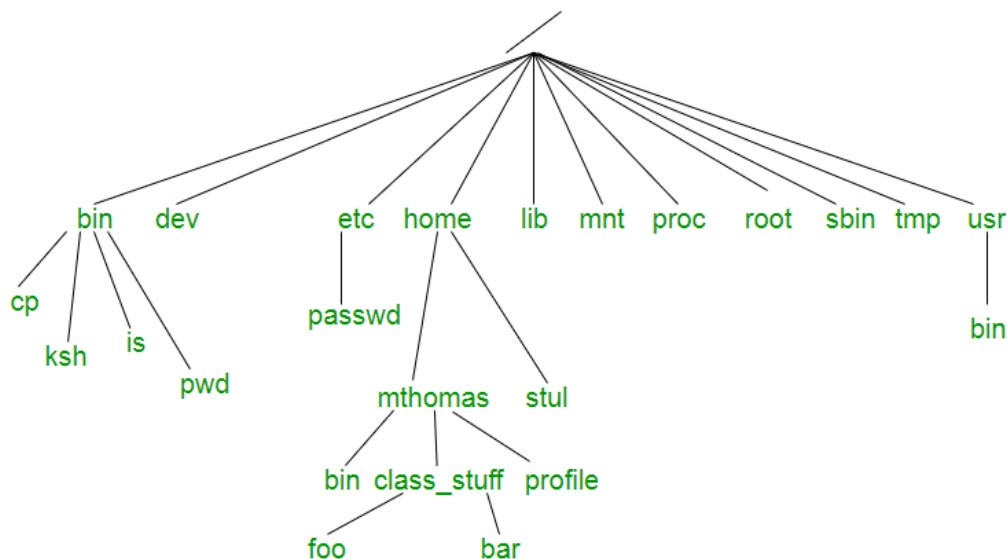 /
bin dev etc home lib mnt proc root sbin tmp usr
cp
passwd
bin
ksh
is
pwd
mthomas stul
bin class_stuff profile
foo bar